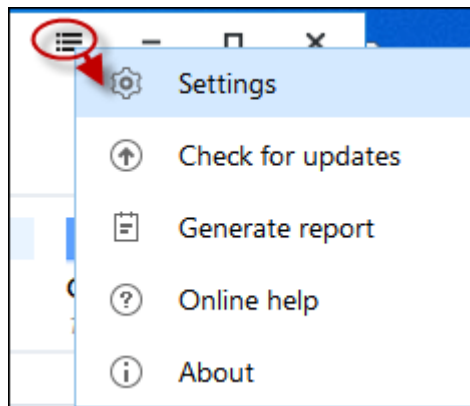 Settings
Check for updates
Generate report
Online help
About